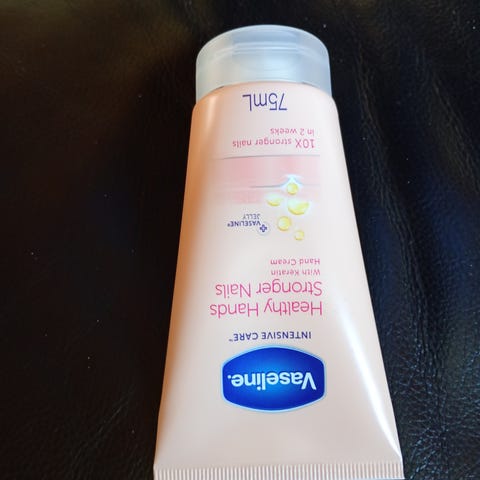 Vaseline.
INTENSIVE CARE™
Healthy Hands
Stronger Nails
With Keratin
Hand Cream
VASELINE®
JELLY
10X stronger nails
in 2 weeks
75mL